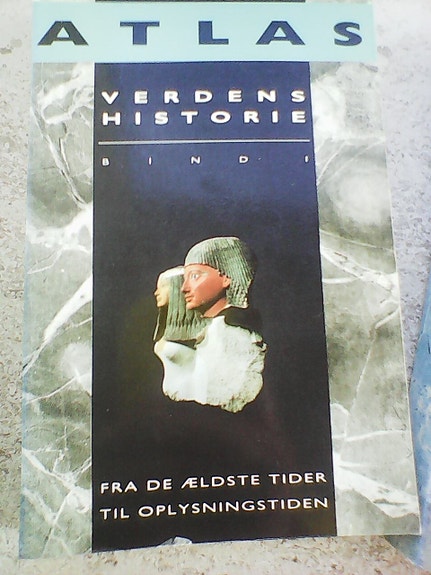 ATLAS
VERDENS
HISTORIE
BIND I
FRA DE ÆLDSTE TIDER
TIL OPLYSNINGSTIDEN